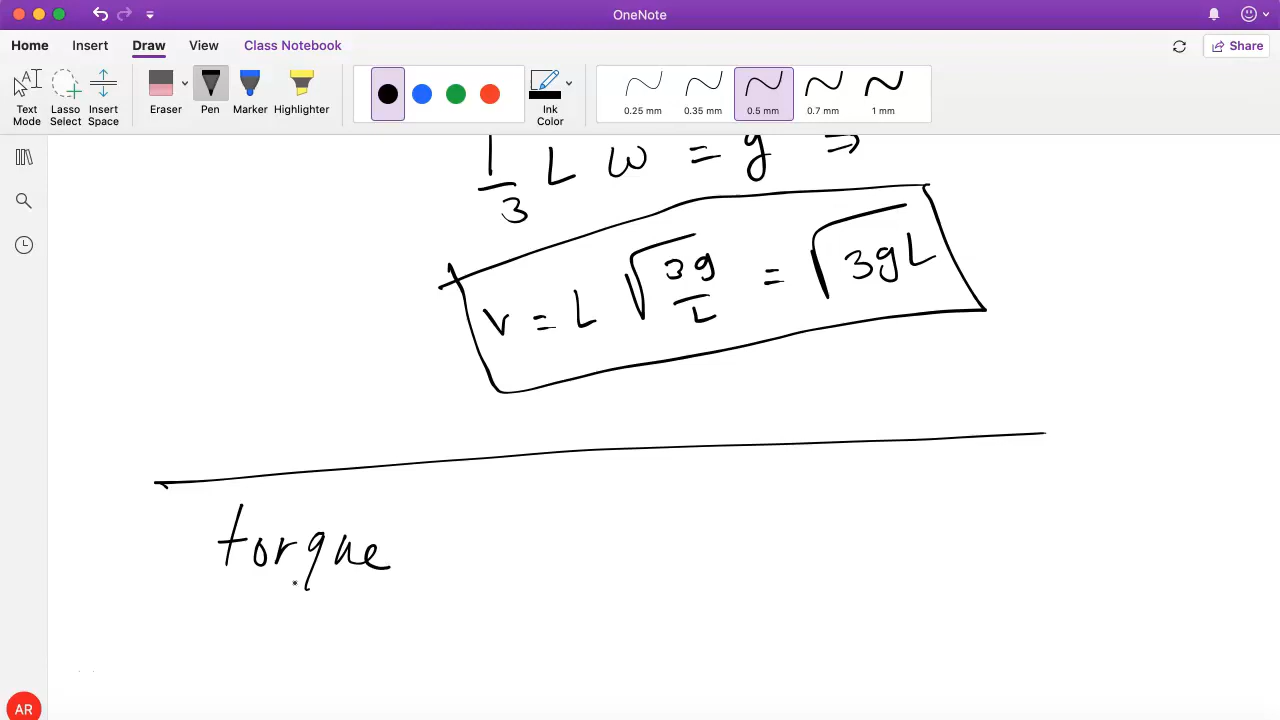 OneNote
Home Insert Draw View Class Notebook Share
Text Mode Lasso Select Insert Space Eraser Pen Marker Highlighter Ink Color 0.25 mm 0.35 mm 0.5 mm 0.7 mm 1 mm
1/3 L ω = g ⇒
v = L √(3g/L) = √(3gL)
torque
AR